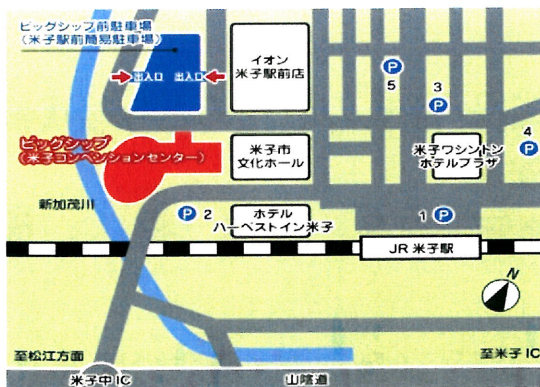 ビッグシップ前駐車場
(米子駅前簡易駐車場)
出入口
出入口
イオン
米子駅前店
P
5
3
P
4
P
ビッグシップ
(米子コンベンションセンター)
米子市
文化ホール
米子ワシントン
ホテルプラザ
新加茂川
P 2
ホテル
ハーベストイン米子
1 P
JR 米子駅
N
至松江方面
至米子IC
米子中IC
山陰道